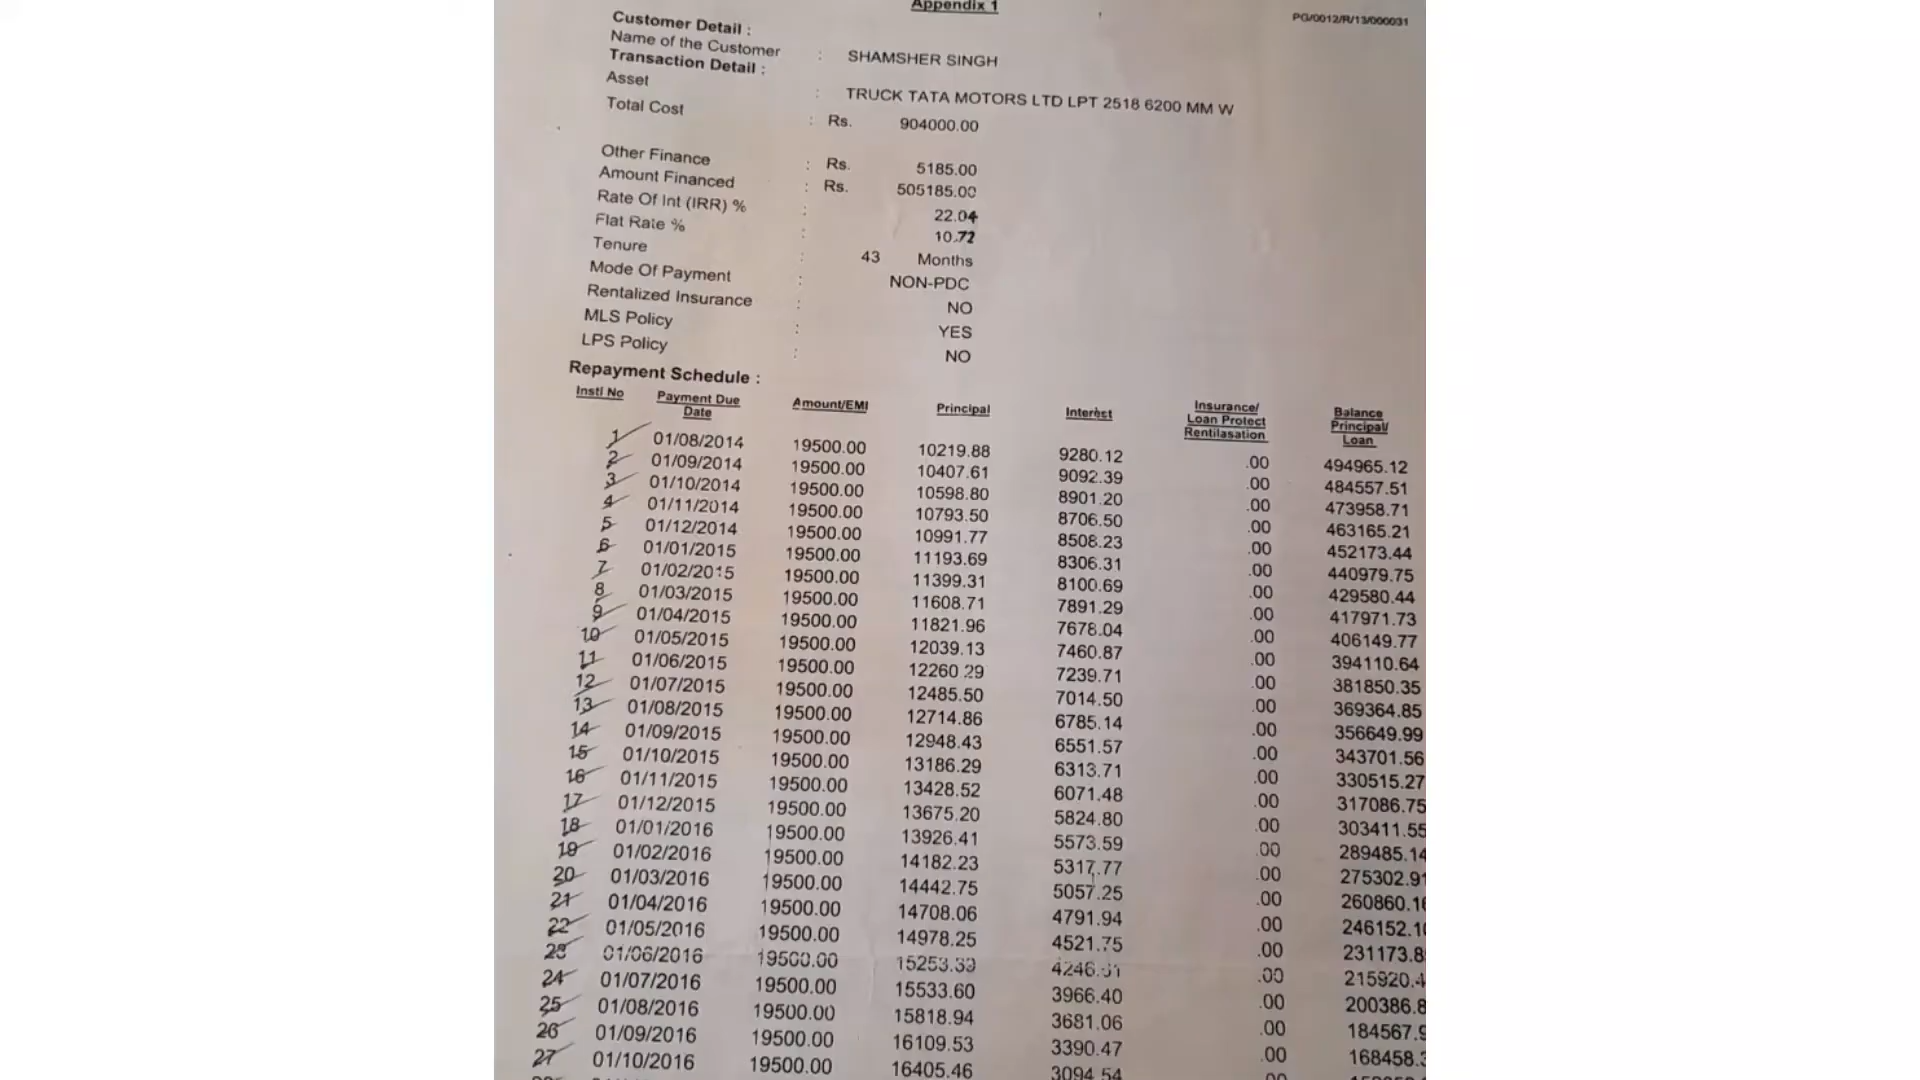 Appendix 1
PG/0012/R/13/000031
Customer Detail :
Name of the Customer : SHAMSHER SINGH
Transaction Detail :
Asset : TRUCK TATA MOTORS LTD LPT 2518 6200 MM W
Total Cost : Rs. 904000.00
Other Finance : Rs. 5185.00
Amount Financed : Rs. 505185.00
Rate Of Int (IRR) % : 22.04
Flat Rate % : 10.72
Tenure : 43 Months
Mode Of Payment : NON-PDC
Rentalized Insurance : NO
MLS Policy : YES
LPS Policy : NO
Repayment Schedule :
Instl No Payment Due Date Amount/EMI Principal Interest Insurance/ Loan Protect Rentilasation Balance Principal/ Loan
1 01/08/2014 19500.00 10219.88 9280.12 .00 494965.12
2 01/09/2014 19500.00 10407.61 9092.39 .00 484557.51
3 01/10/2014 19500.00 10598.80 8901.20 .00 473958.71
4 01/11/2014 19500.00 10793.50 8706.50 .00 463165.21
5 01/12/2014 19500.00 10991.77 8508.23 .00 452173.44
6 01/01/2015 19500.00 11193.69 8306.31 .00 440979.75
7 01/02/2015 19500.00 11399.31 8100.69 .00 429580.44
8 01/03/2015 19500.00 11608.71 7891.29 .00 417971.73
9 01/04/2015 19500.00 11821.96 7678.04 .00 406149.77
10 01/05/2015 19500.00 12039.13 7460.87 .00 394110.64
11 01/06/2015 19500.00 12260.29 7239.71 .00 381850.35
12 01/07/2015 19500.00 12485.50 7014.50 .00 369364.85
13 01/08/2015 19500.00 12714.86 6785.14 .00 356649.99
14 01/09/2015 19500.00 12948.43 6551.57 .00 343701.56
15 01/10/2015 19500.00 13186.29 6313.71 .00 330515.27
16 01/11/2015 19500.00 13428.52 6071.48 .00 317086.75
17 01/12/2015 19500.00 13675.20 5824.80 .00 303411.55
18 01/01/2016 19500.00 13926.41 5573.59 .00 289485.14
19 01/02/2016 19500.00 14182.23 5317.77 .00 275302.91
20 01/03/2016 19500.00 14442.75 5057.25 .00 260860.16
21 01/04/2016 19500.00 14708.06 4791.94 .00 246152.10
22 01/05/2016 19500.00 14978.25 4521.75 .00 231173.8
23 01/06/2016 19500.00 15253.39 4246.61 .00 215920.4
24 01/07/2016 19500.00 15533.60 3966.40 .00 200386.8
25 01/08/2016 19500.00 15818.94 3681.06 .00 184567.9
26 01/09/2016 19500.00 16109.53 3390.47 .00 168458.3
27 01/10/2016 19500.00 16405.46 3094.54 .00